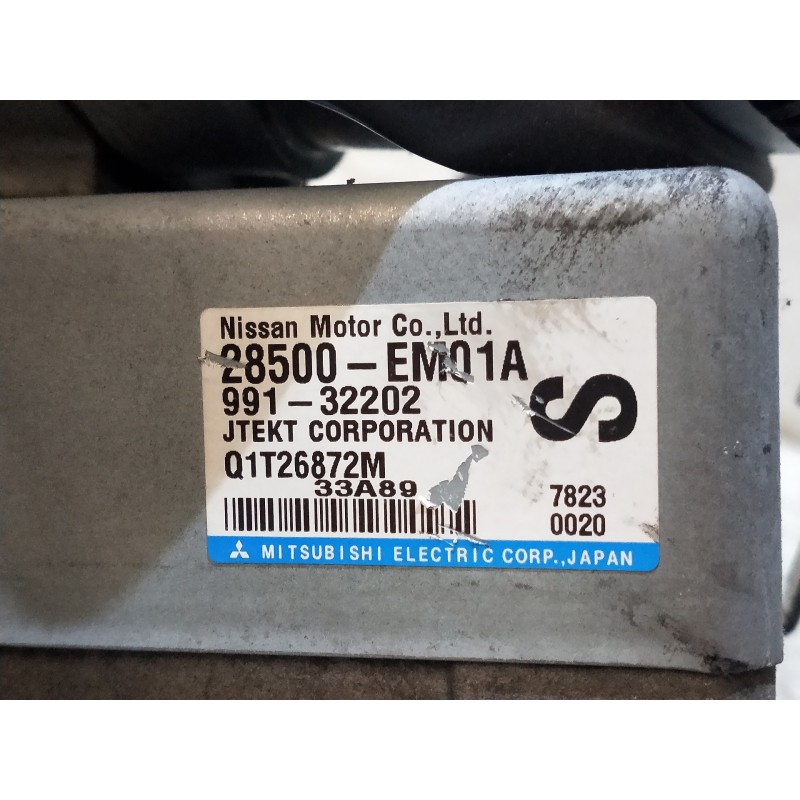 Nissan Motor Co.,Ltd.
28500-EM01A
991-32202
S
JTEKT CORPORATION
Q1T26872M
33A89
7823
0020
MITSUBISHI ELECTRIC CORP.,JAPAN